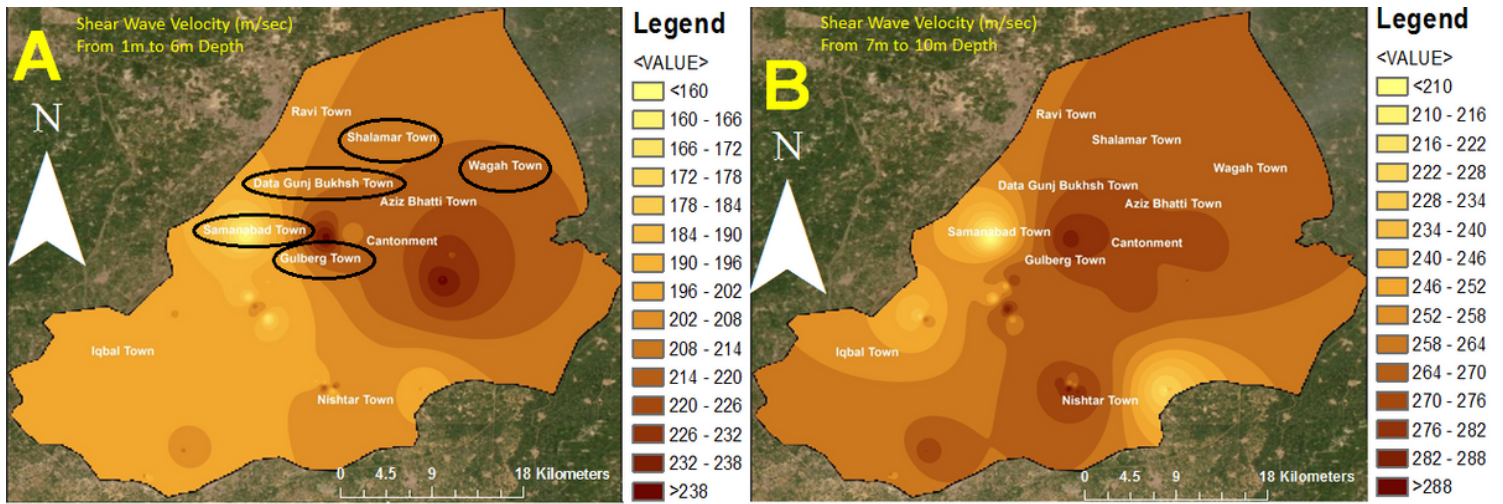 A
Shear Wave Velocity (m/sec)
From 1m to 6m Depth
N
Ravi Town
Shalamar Town
Wagah Town
Data Gunj Bukhsh Town
Aziz Bhatti Town
Samanabad Town
Cantonment
Gulberg Town
Iqbal Town
Nishtar Town
0 4.5 9 18 Kilometers
Legend
<VALUE>
<160
160 - 166
166 - 172
172 - 178
178 - 184
184 - 190
190 - 196
196 - 202
202 - 208
208 - 214
214 - 220
220 - 226
226 - 232
232 - 238
>238
B
Shear Wave Velocity (m/sec)
From 7m to 10m Depth
N
Ravi Town
Shalamar Town
Wagah Town
Data Gunj Bukhsh Town
Aziz Bhatti Town
Samanabad Town
Cantonment
Gulberg Town
Iqbal Town
Nishtar Town
0 4.5 9 18 Kilometers
Legend
<VALUE>
<210
210 - 216
216 - 222
222 - 228
228 - 234
234 - 240
240 - 246
246 - 252
252 - 258
258 - 264
264 - 270
270 - 276
276 - 282
282 - 288
>288